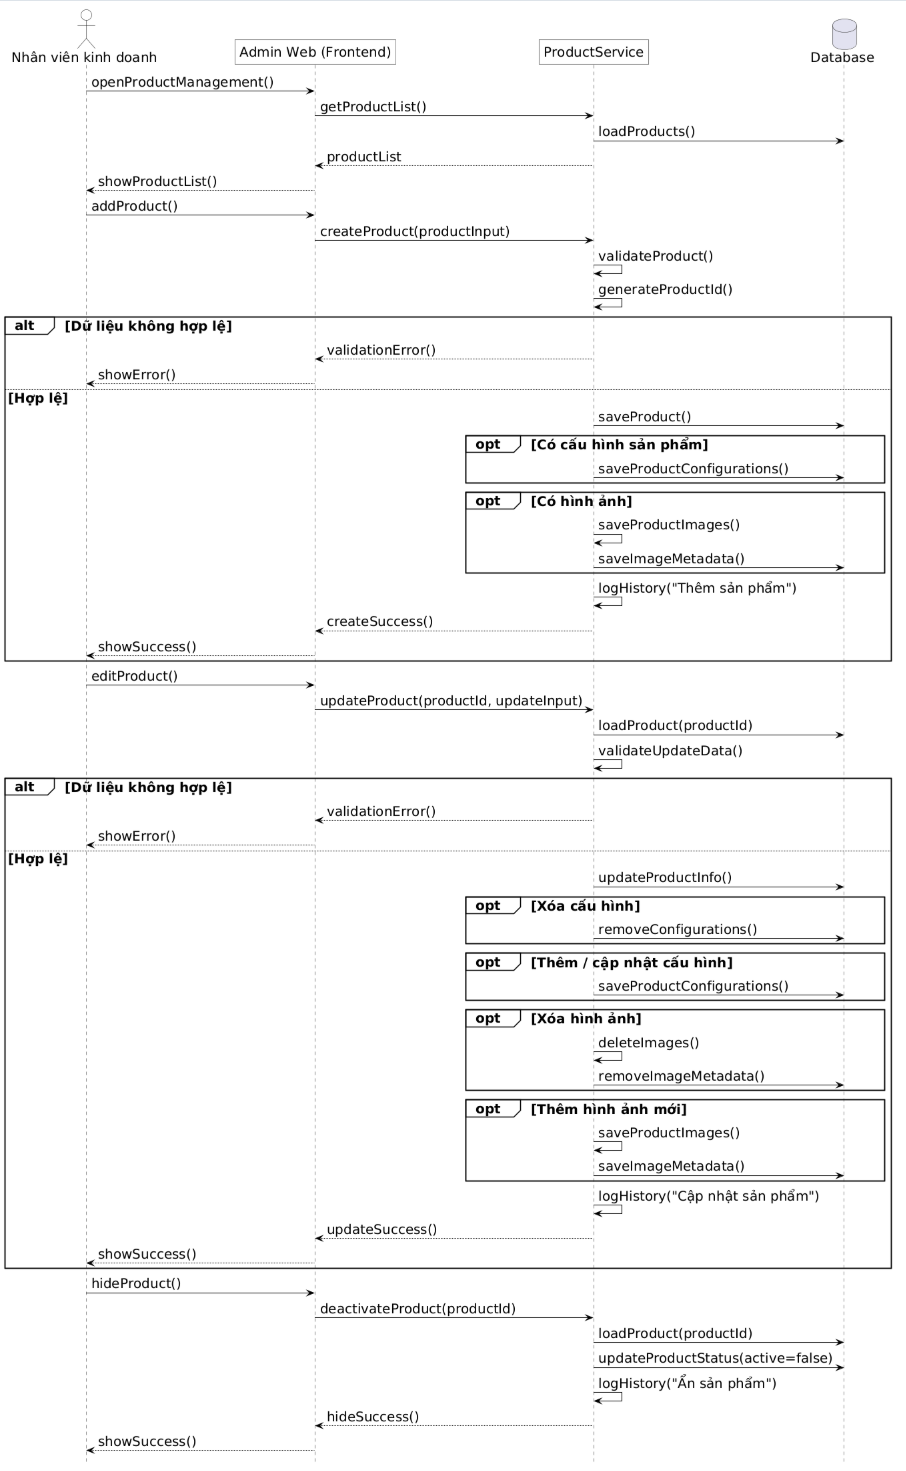 Nhân viên kinh doanh
Admin Web (Frontend)
ProductService
Database
openProductManagement()
getProductList()
loadProducts()
productList
showProductList()
addProduct()
createProduct(productInput)
validateProduct()
generateProductId()
alt [Dữ liệu không hợp lệ]
validationError()
showError()
[Hợp lệ]
saveProduct()
opt [Có cấu hình sản phẩm]
saveProductConfigurations()
opt [Có hình ảnh]
saveProductImages()
saveImageMetadata()
logHistory("Thêm sản phẩm")
createSuccess()
showSuccess()
editProduct()
updateProduct(productId, updateInput)
loadProduct(productId)
validateUpdateData()
alt [Dữ liệu không hợp lệ]
validationError()
showError()
[Hợp lệ]
updateProductInfo()
opt [Xóa cấu hình]
removeConfigurations()
opt [Thêm / cập nhật cấu hình]
saveProductConfigurations()
opt [Xóa hình ảnh]
deleteImages()
removeImageMetadata()
opt [Thêm hình ảnh mới]
saveProductImages()
saveImageMetadata()
logHistory("Cập nhật sản phẩm")
updateSuccess()
showSuccess()
hideProduct()
deactivateProduct(productId)
loadProduct(productId)
updateProductStatus(active=false)
logHistory("Ẩn sản phẩm")
hideSuccess()
showSuccess()